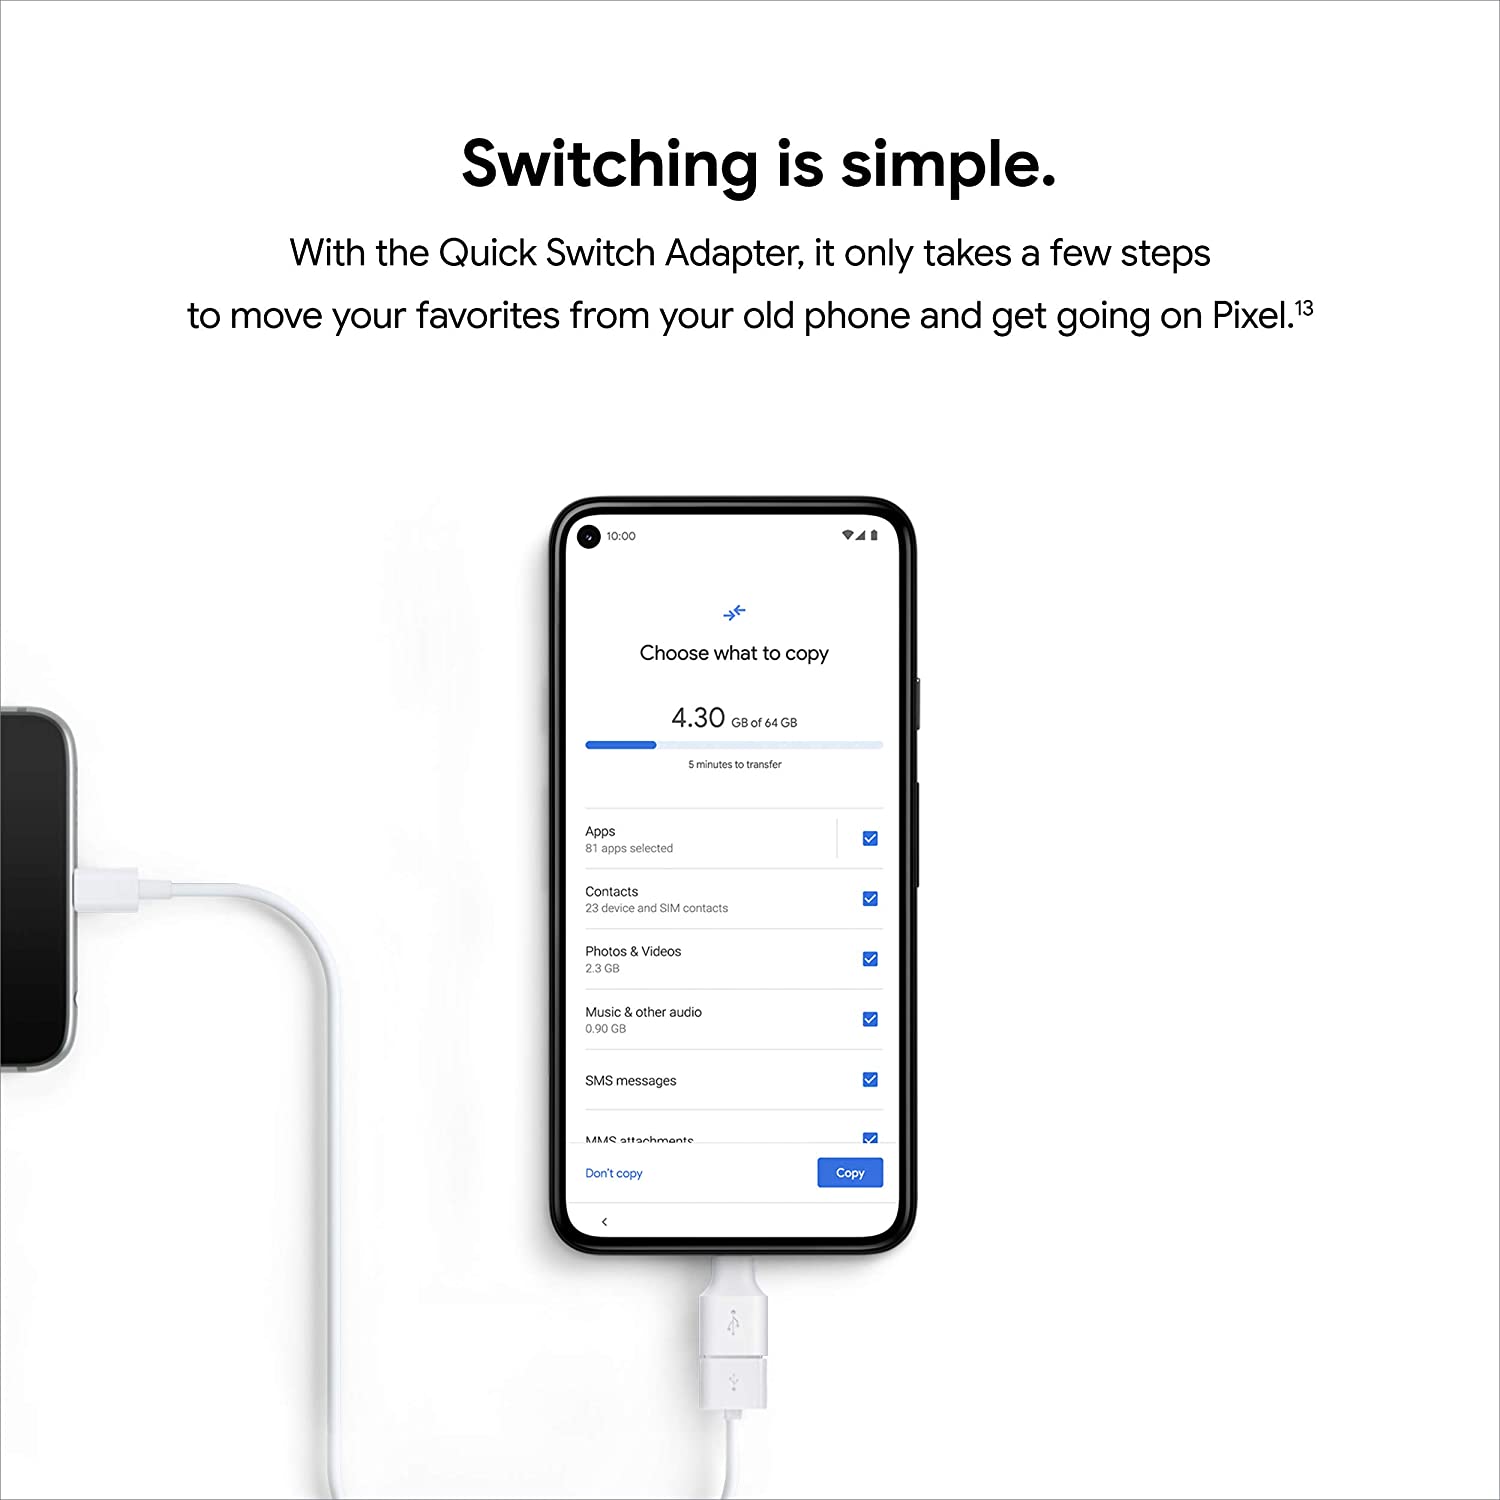 Switching is simple.
With the Quick Switch Adapter, it only takes a few steps
to move your favorites from your old phone and get going on Pixel.¹³
10:00
Choose what to copy
4.30 GB of 64 GB
5 minutes to transfer
Apps
81 apps selected
Contacts
23 device and SIM contacts
Photos & Videos
2.3 GB
Music & other audio
0.90 GB
SMS messages
MMS attachments
Don't copy
Copy